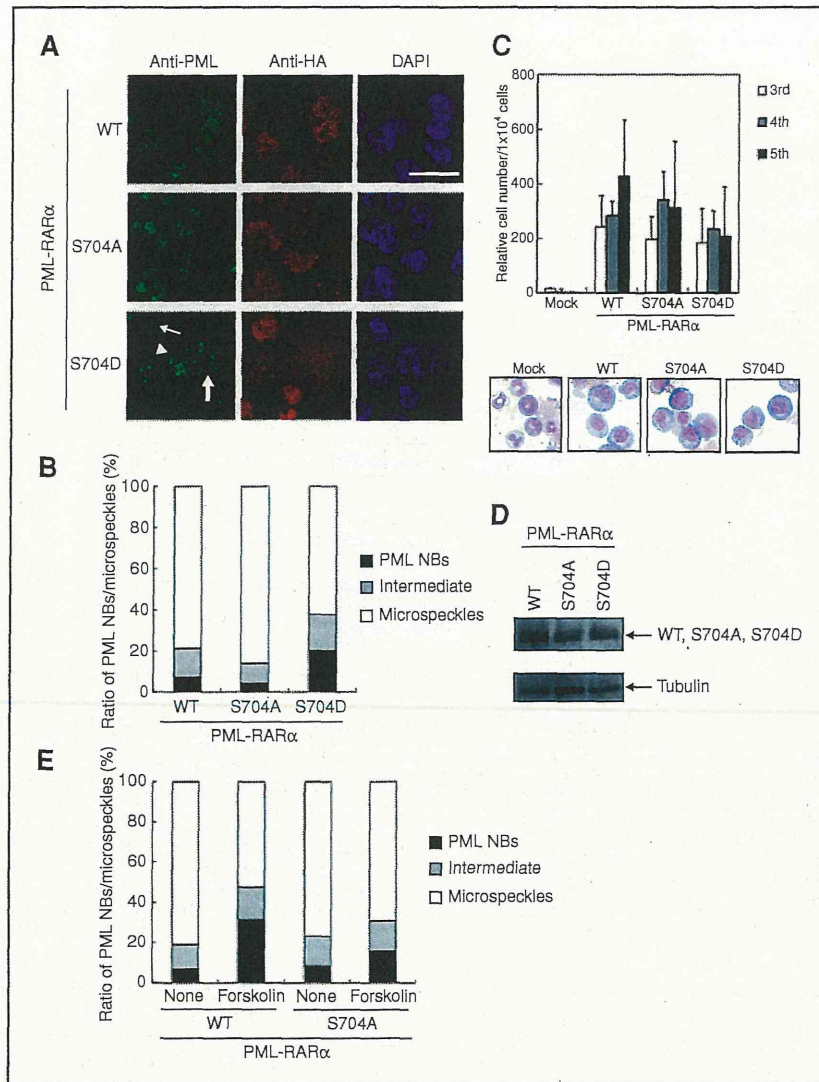 A
Anti-PML Anti-HA DAPI
PML-RARα
WT
S704A
S704D
B
Ratio of PML NBs/microspeckles (%)
100
80
60
40
20
0
WT S704A S704D
PML-RARα
PML NBs
Intermediate
Microspeckles
C
Relative cell number/1x10⁴ cells
800
600
400
200
0
Mock WT S704A S704D
PML-RARα
3rd
4th
5th
Mock WT S704A S704D
D
PML-RARα
WT S704A S704D
WT, S704A, S704D
Tubulin
E
Ratio of PML NBs/microspeckles (%)
100
80
60
40
20
0
None Forskolin None Forskolin
WT S704A
PML-RARα
PML NBs
Intermediate
Microspeckles